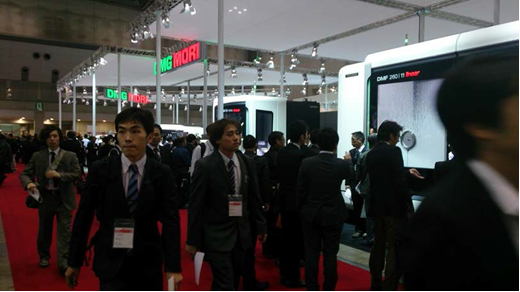 DMG MORI
DMG MORI
DMF 260 | 11 linear